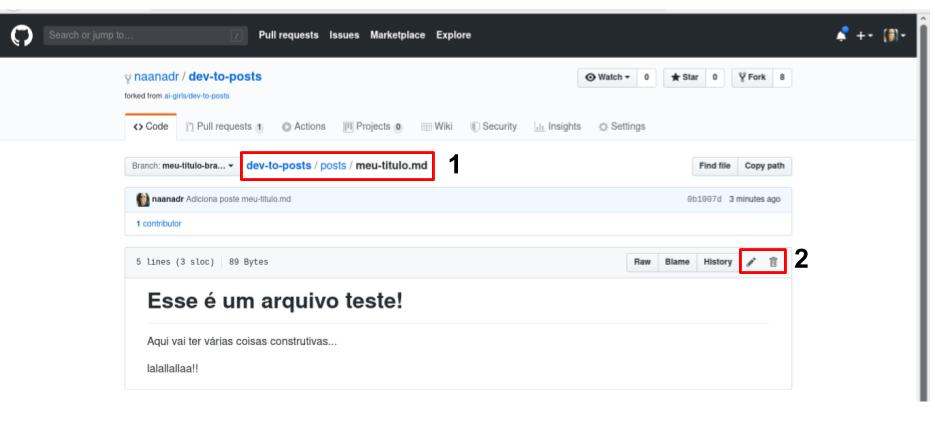 Search or jump to... / Pull requests Issues Marketplace Explore
naanadr / dev-to-posts
Watch 0 Star 0 Fork 8
forked from ai-girls/dev-to-posts
Code Pull requests 1 Actions Projects 0 Wiki Security Insights Settings
Branch: meu-titulo-bra... dev-to-posts / posts / meu-titulo.md 1 Find file Copy path
naanadr Adiciona poste meu-titulo.md 0b1907d 3 minutes ago
1 contributor
5 lines (3 sloc) 89 Bytes Raw Blame History 2
Esse é um arquivo teste!
Aqui vai ter várias coisas construtivas...
lalallallaa!!